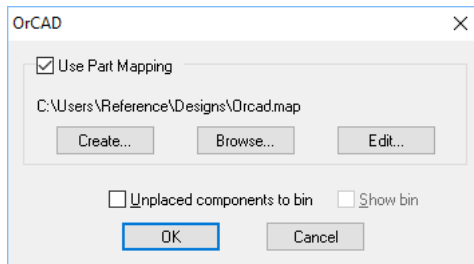 OrCAD
Use Part Mapping
C:\Users\Reference\Designs\Orcad.map
Create... Browse... Edit...
Unplaced components to bin Show bin
OK Cancel